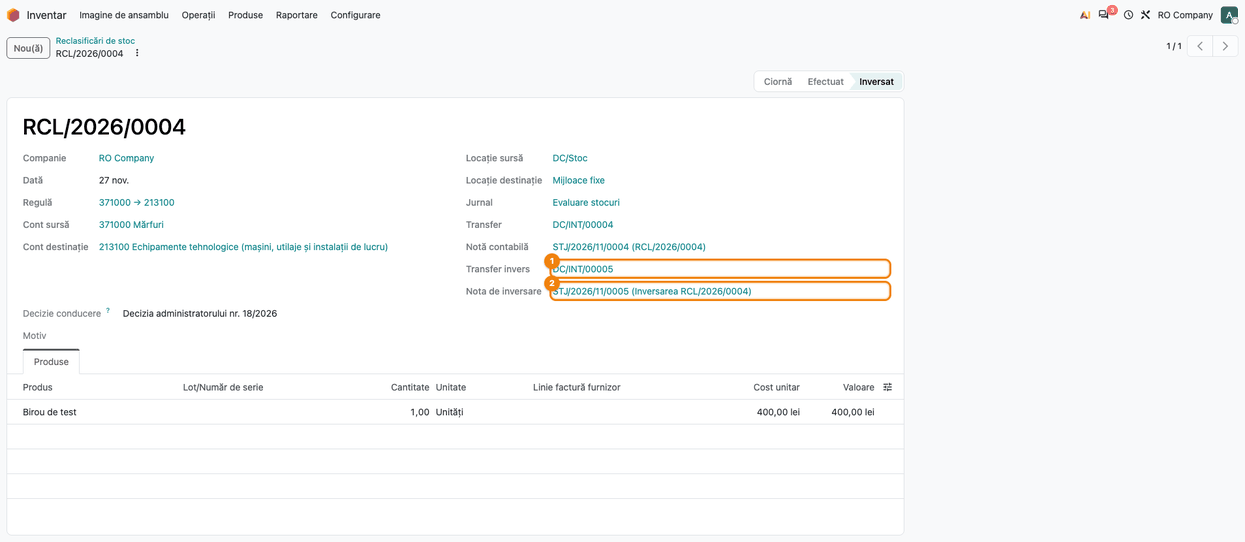 Inventar Imagine de ansamblu Operații Produse Raportare Configurare AI 3 RO Company A
Nou(ă) Reclasificări de stoc
RCL/2026/0004
1 / 1
Ciornă Efectuat Inversat
RCL/2026/0004
Companie RO Company
Locație sursă DC/Stoc
Dată 27 nov.
Locație destinație Mijloace fixe
Regulă 371000 → 213100
Jurnal Evaluare stocuri
Cont sursă 371000 Mărfuri
Transfer DC/INT/00004
Cont destinație 213100 Echipamente tehnologice (mașini, utilaje și instalații de lucru)
Notă contabilă STJ/2026/11/0004 (RCL/2026/0004)
1
Transfer invers DC/INT/00005
2
Nota de inversare STJ/2026/11/0005 (Inversarea RCL/2026/0004)
Decizie conducere ? Decizia administratorului nr. 18/2026
Motiv
Produse
Produs Lot/Număr de serie Cantitate Unitate Linie factură furnizor Cost unitar Valoare
Birou de test 1,00 Unități 400,00 lei 400,00 lei